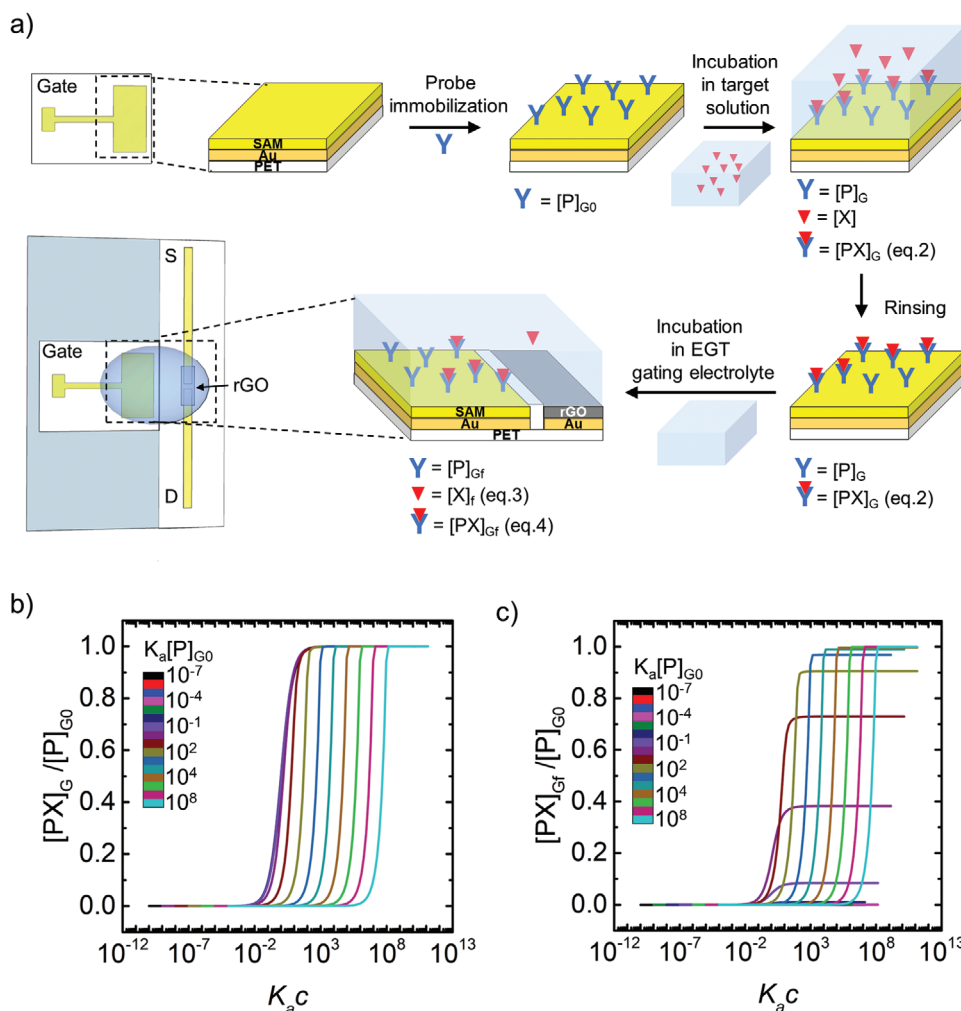 a)
Gate
SAM
Au
PET
Probe
immobilization
Y
Y = [P]G0
Incubation
in target
solution
Y = [P]G
= [X]
= [PX]G (eq.2)
Rinsing
S
Gate
rGO
D
SAM
Au
PET
rGO
Au
Incubation
in EGT
gating electrolyte
Y = [P]Gf
= [X]f (eq.3)
= [PX]Gf (eq.4)
Y = [P]G
= [PX]G (eq.2)
b)
[PX]G /[P]G0
1.0
0.8
0.6
0.4
0.2
0.0
Ka[P]G0
10-7
10-4
10-1
102
104
108
10-12 10-7 10-2 103 108 1013
Kac
c)
[PX]Gf /[P]G0
1.0
0.8
0.6
0.4
0.2
0.0
Ka[P]G0
10-7
10-4
10-1
102
104
108
10-12 10-7 10-2 103 108 1013
Kac